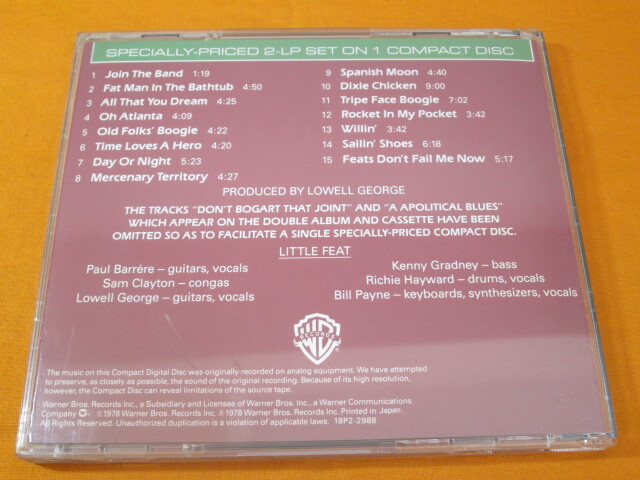 SPECIALLY-PRICED 2-LP SET ON 1 COMPACT DISC
1 Join The Band 1:19
2 Fat Man In The Bathtub 4:50
3 All That You Dream 4:25
4 Oh Atlanta 4:09
5 Old Folks' Boogie 4:22
6 Time Loves A Hero 4:20
7 Day Or Night 5:23
8 Mercenary Territory 4:27
9 Spanish Moon 4:40
10 Dixie Chicken 9:00
11 Tripe Face Boogie 7:02
12 Rocket In My Pocket 3:42
13 Willin' 3:42
14 Sailin' Shoes 6:18
15 Feats Don't Fail Me Now 5:17
PRODUCED BY LOWELL GEORGE
THE TRACKS "DON'T BOGART THAT JOINT" AND "A APOLITICAL BLUES"
WHICH APPEAR ON THE DOUBLE ALBUM AND CASSETTE HAVE BEEN
OMITTED SO AS TO FACILITATE A SINGLE SPECIALLY-PRICED COMPACT DISC.
LITTLE FEAT
Paul Barrére – guitars, vocals
Sam Clayton – congas
Lowell George – guitars, vocals
Kenny Gradney – bass
Richie Hayward – drums, vocals
Bill Payne – keyboards, synthesizers, vocals
WB
RECORDS
The music on this Compact Digital Disc was originally recorded on analog equipment. We have attempted
to preserve, as closely as possible, the sound of the original recording. Because of its high resolution,
however, the Compact Disc can reveal limitations of the source tape.
Warner Bros. Records Inc., a Subsidiary and Licensee of Warner Bros. Inc., a Warner Communications
Company ©1978 Warner Bros. Records Inc. ℗ 1978 Warner Bros. Records Inc. Printed in Japan.
All Rights Reserved. Unauthorized duplication is a violation of applicable laws. 18P2-2988